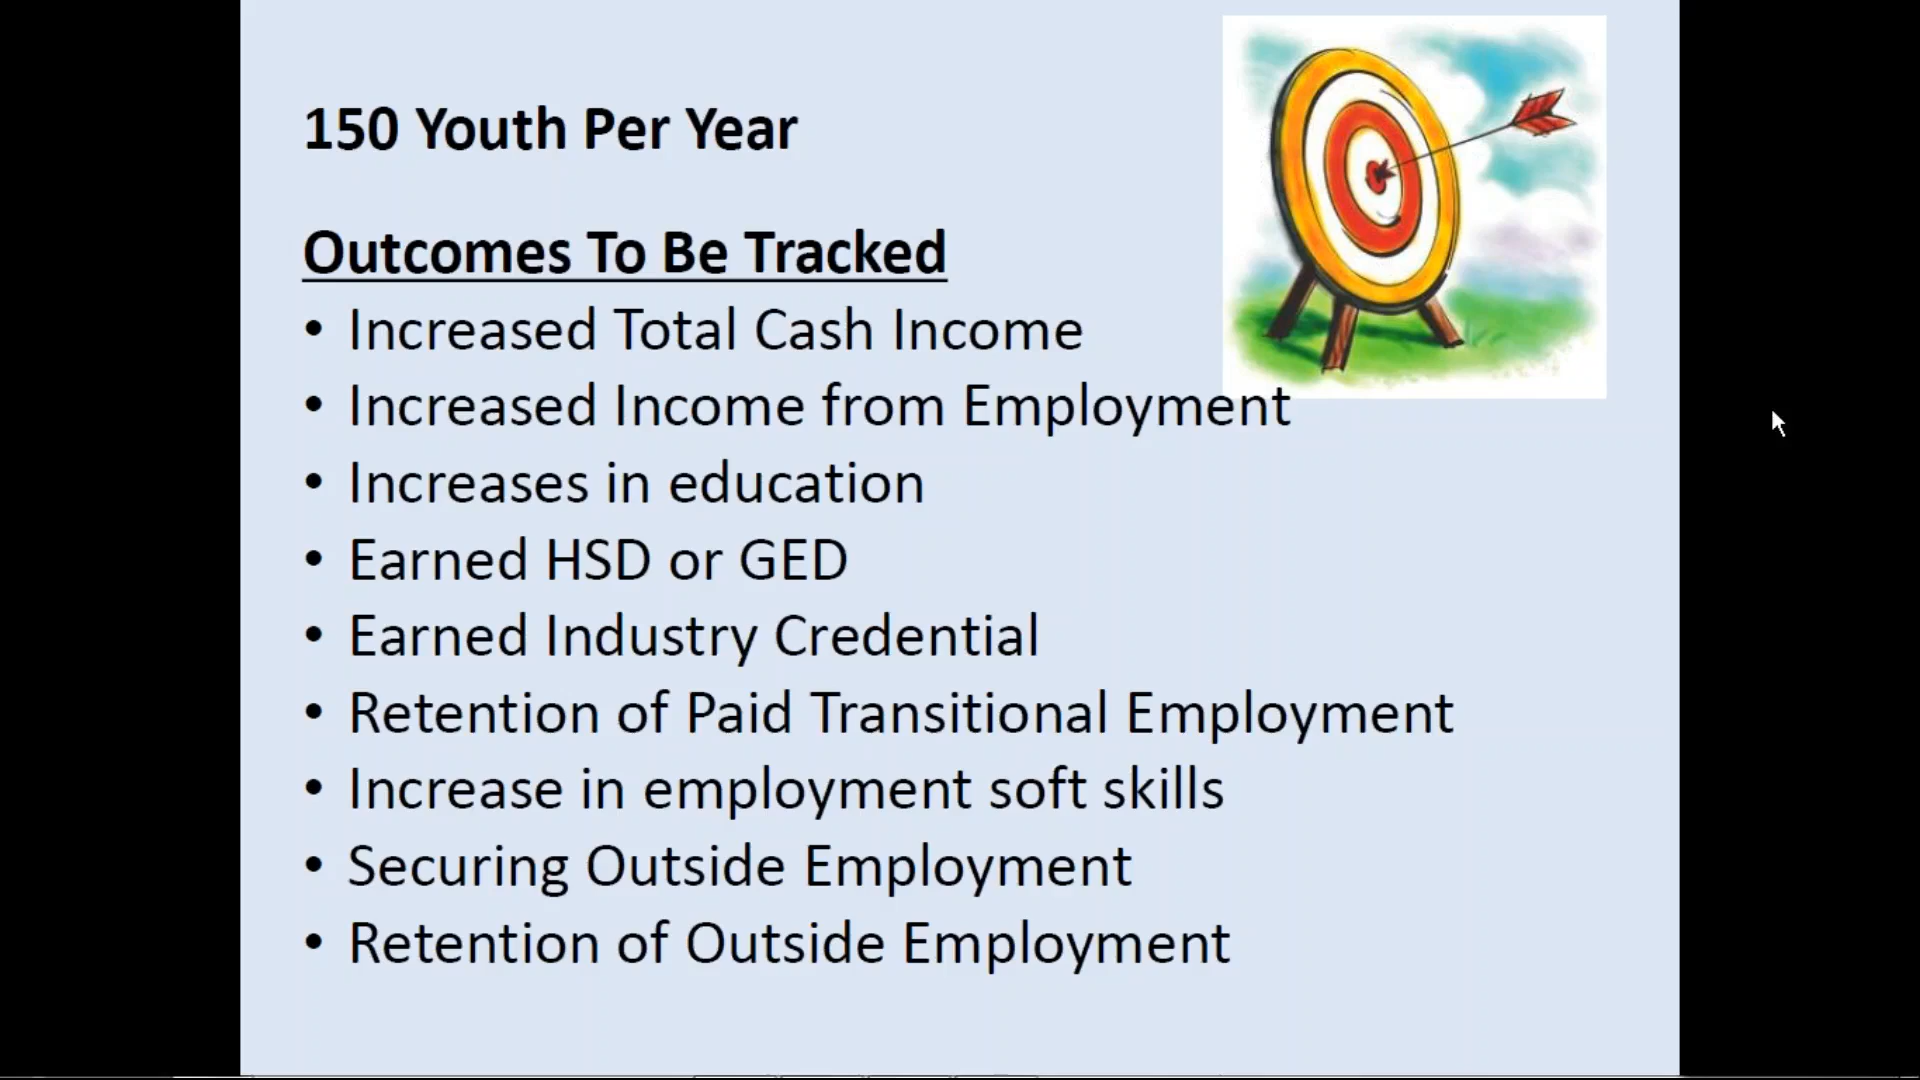 150 Youth Per Year
Outcomes To Be Tracked
• Increased Total Cash Income
• Increased Income from Employment
• Increases in education
• Earned HSD or GED
• Earned Industry Credential
• Retention of Paid Transitional Employment
• Increase in employment soft skills
• Securing Outside Employment
• Retention of Outside Employment